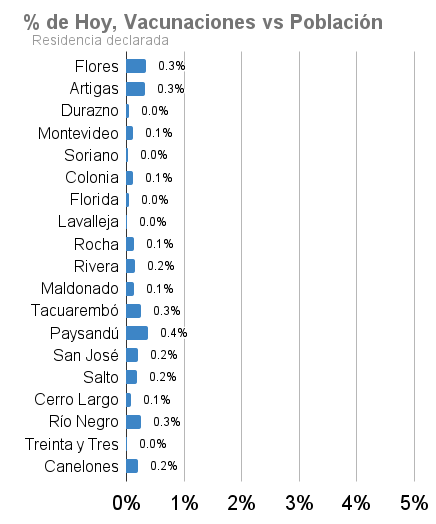 % de Hoy, Vacunaciones vs Población
Residencia declarada
Flores 0.3%
Artigas 0.3%
Durazno 0.0%
Montevideo 0.1%
Soriano 0.0%
Colonia 0.1%
Florida 0.0%
Lavalleja 0.0%
Rocha 0.1%
Rivera 0.2%
Maldonado 0.1%
Tacuarembó 0.3%
Paysandú 0.4%
San José 0.2%
Salto 0.2%
Cerro Largo 0.1%
Río Negro 0.3%
Treinta y Tres 0.0%
Canelones 0.2%
0% 1% 2% 3% 4% 5%